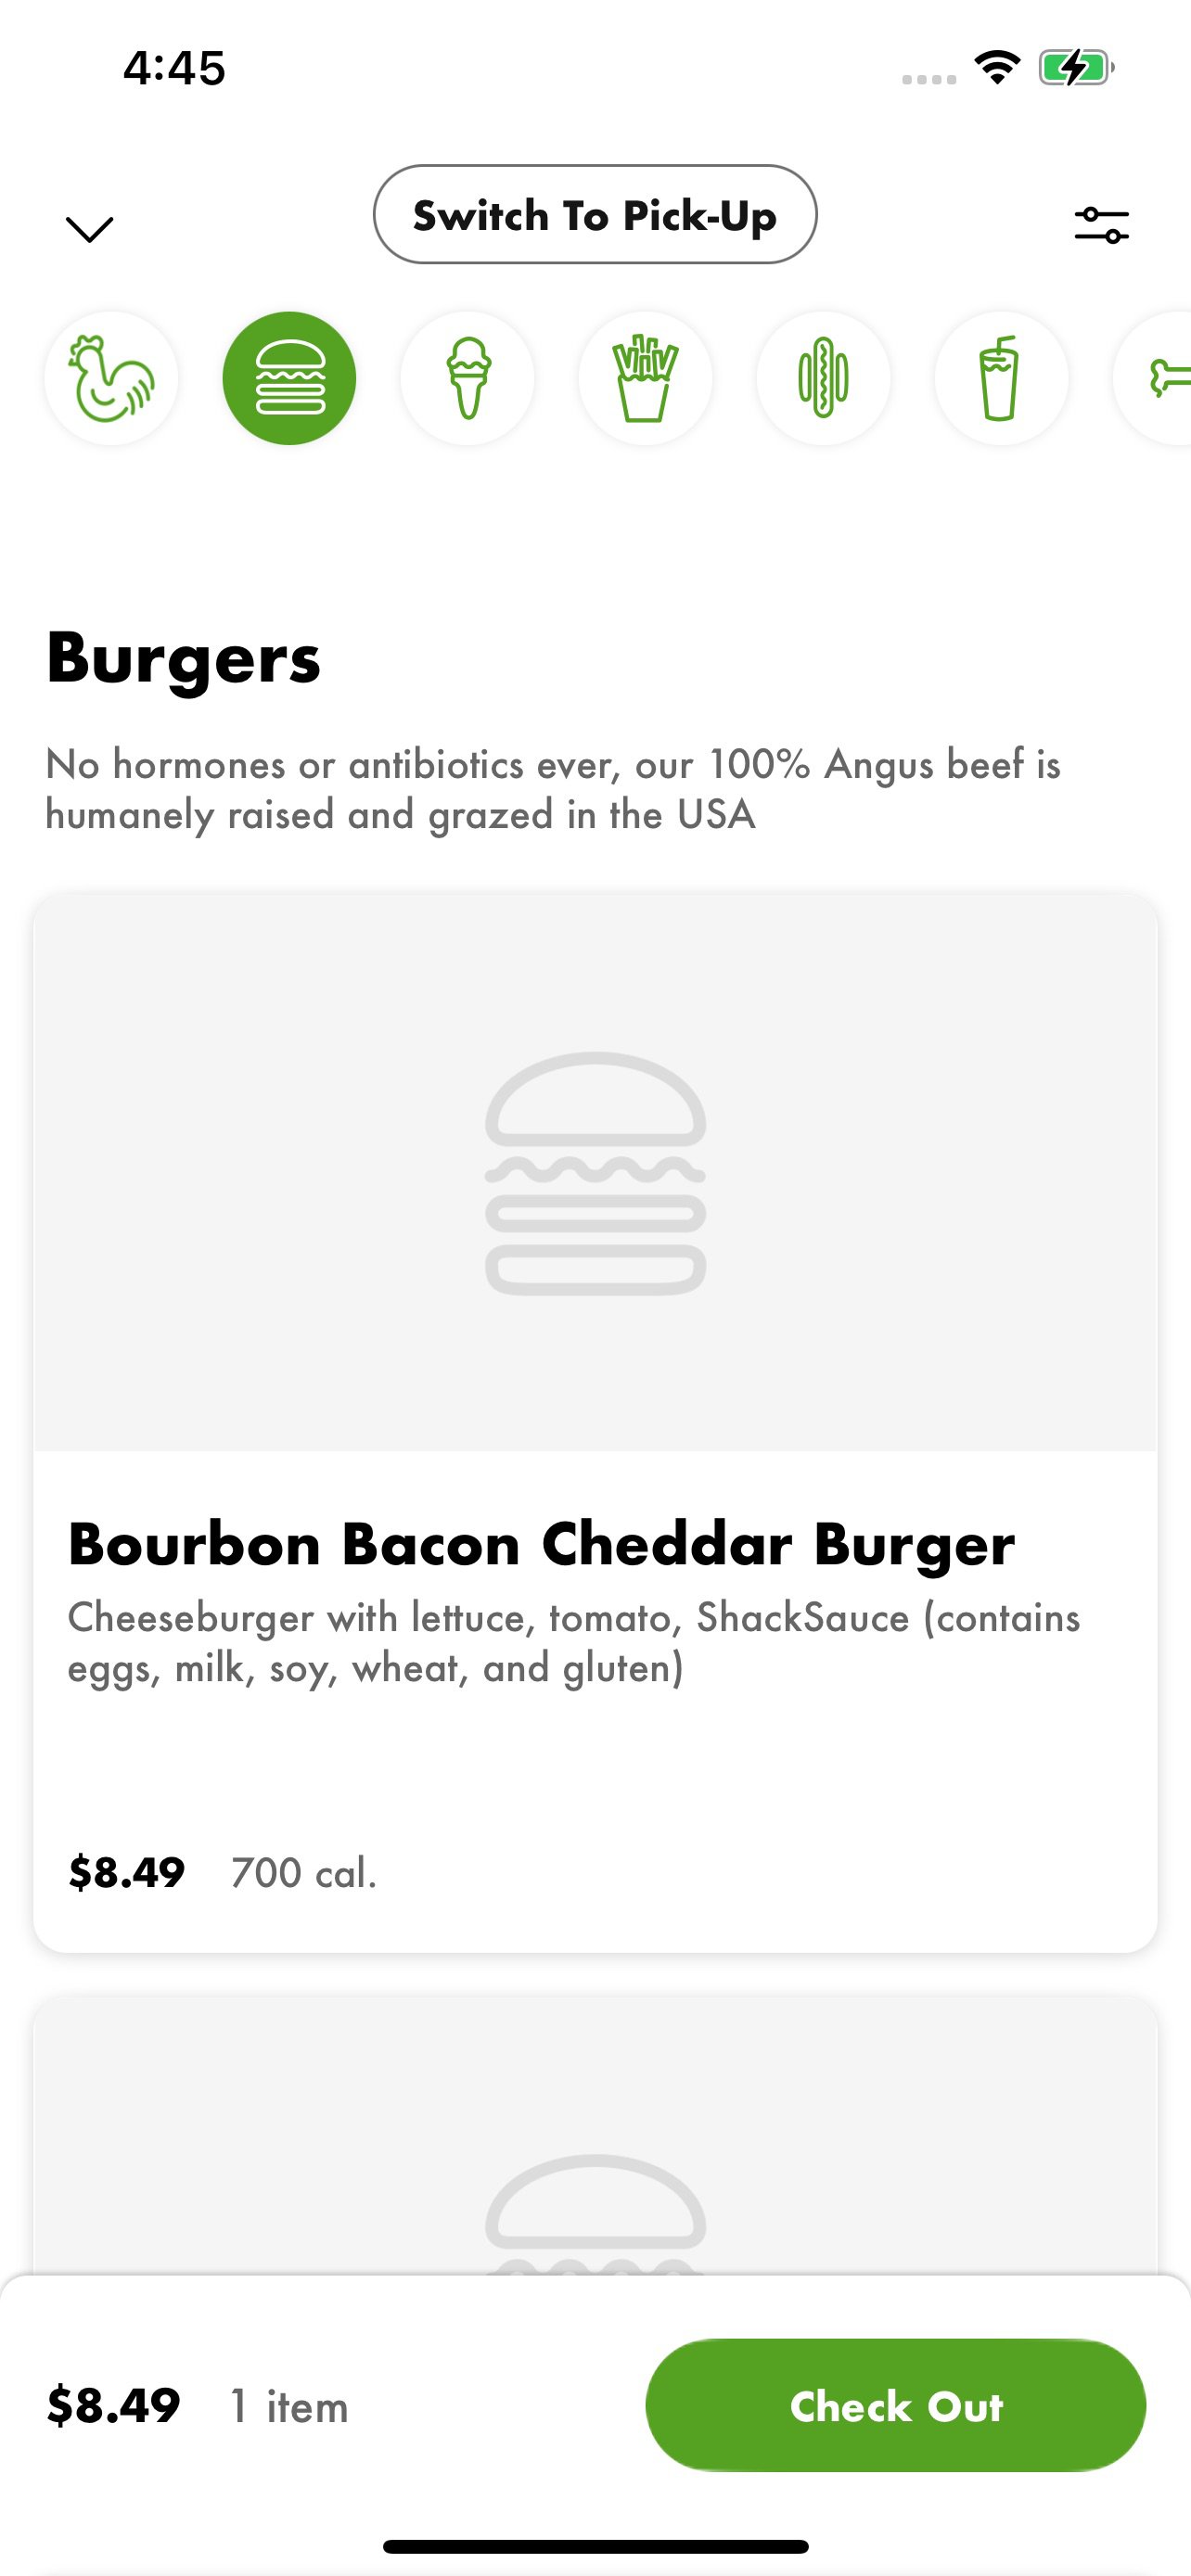 4:45
Switch To Pick-Up
Burgers
No hormones or antibiotics ever, our 100% Angus beef is
humanely raised and grazed in the USA
Bourbon Bacon Cheddar Burger
Cheeseburger with lettuce, tomato, ShackSauce (contains
eggs, milk, soy, wheat, and gluten)
$8.49 700 cal.
$8.49 1 item
Check Out